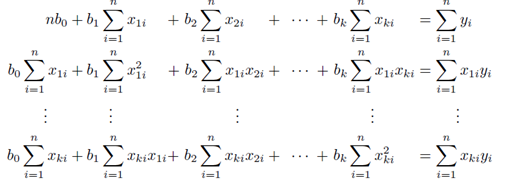 $nb_0 + b_1 \sum_{i=1}^{n} x_{1i} + b_2 \sum_{i=1}^{n} x_{2i} + \cdots + b_k \sum_{i=1}^{n} x_{ki} = \sum_{i=1}^{n} y_i$
$b_0 \sum_{i=1}^{n} x_{1i} + b_1 \sum_{i=1}^{n} x_{1i}^2 + b_2 \sum_{i=1}^{n} x_{1i} x_{2i} + \cdots + b_k \sum_{i=1}^{n} x_{1i} x_{ki} = \sum_{i=1}^{n} x_{1i} y_i$
$\vdots \quad \vdots \quad \vdots \quad \vdots \quad \vdots$
$b_0 \sum_{i=1}^{n} x_{ki} + b_1 \sum_{i=1}^{n} x_{ki} x_{1i} + b_2 \sum_{i=1}^{n} x_{ki} x_{2i} + \cdots + b_k \sum_{i=1}^{n} x_{ki}^2 = \sum_{i=1}^{n} x_{ki} y_i$